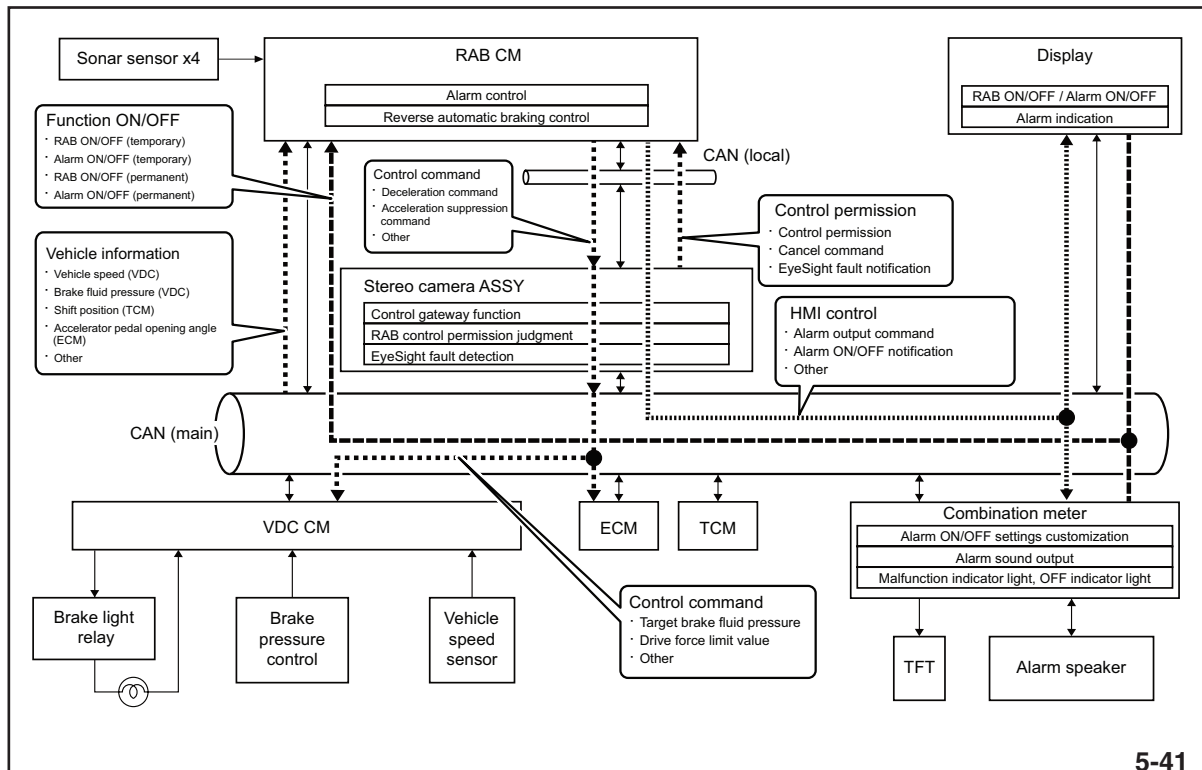 Sonar sensor x4
RAB CM
Alarm control
Reverse automatic braking control
Display
RAB ON/OFF / Alarm ON/OFF
Alarm indication
Function ON/OFF
· RAB ON/OFF (temporary)
· Alarm ON/OFF (temporary)
· RAB ON/OFF (permanent)
· Alarm ON/OFF (permanent)
CAN (local)
Control command
· Deceleration command
· Acceleration suppression
command
· Other
Control permission
· Control permission
· Cancel command
· EyeSight fault notification
Vehicle information
· Vehicle speed (VDC)
· Brake fluid pressure (VDC)
· Shift position (TCM)
· Accelerator pedal opening angle
(ECM)
· Other
Stereo camera ASSY
Control gateway function
RAB control permission judgment
EyeSight fault detection
HMI control
· Alarm output command
· Alarm ON/OFF notification
· Other
CAN (main)
VDC CM
ECM
TCM
Combination meter
Alarm ON/OFF settings customization
Alarm sound output
Malfunction indicator light, OFF indicator light
Brake light
relay
Brake
pressure
control
Vehicle
speed
sensor
Control command
· Target brake fluid pressure
· Drive force limit value
· Other
TFT
Alarm speaker
5-41